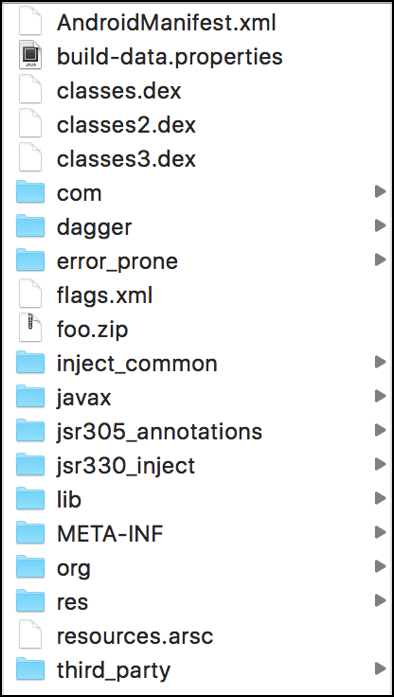 AndroidManifest.xml
build-data.properties
classes.dex
classes2.dex
classes3.dex
com
dagger
error_prone
flags.xml
foo.zip
inject_common
javax
jsr305_annotations
jsr330_inject
lib
META-INF
org
res
resources.arsc
third_party